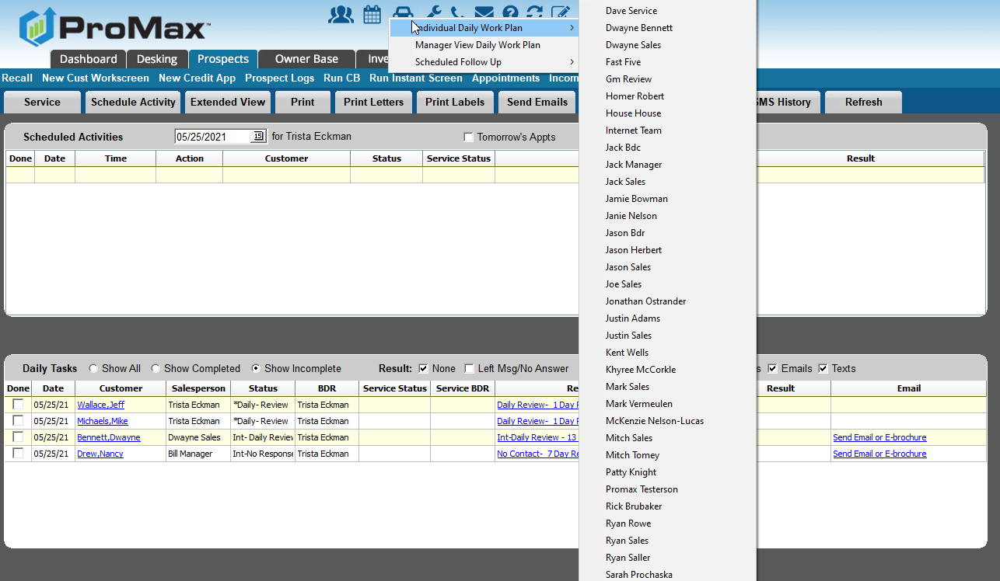 ProMax™
Individual Daily Work Plan
Manager View Daily Work Plan
Scheduled Follow Up
Dashboard Desking Prospects Owner Base
Recall New Cust Workscreen New Credit App Prospect Logs Run CB Run Instant Screen Appointments
Service Schedule Activity Extended View Print Print Letters Print Labels Send Emails SMS History Refresh
Scheduled Activities 05/25/2021 15 for Trista Eckman Tomorrow's Appts
Done Date Time Action Customer Status Service Status Result
Daily Tasks Show All Show Completed Show Incomplete Result: None Left Msg/No Answer Emails Texts
Done Date Customer Salesperson Status BDR Service Status Service BDR Result Email
05/25/21 Wallace,Jeff Trista Eckman *Daily- Review Trista Eckman Daily Review- 1 Day
05/25/21 Michaels,Mike Trista Eckman *Daily- Review Trista Eckman Daily Review- 1 Day
05/25/21 Bennett,Dwayne Dwayne Sales Int- Daily Review Trista Eckman Int-Daily Review - 13 Send Email or E-brochure
05/25/21 Drew,Nancy Bill Manager Int-No Response Trista Eckman No Contact- 7 Day Send Email or E-brochure
Dave Service
Dwayne Bennett
Dwayne Sales
Fast Five
Gm Review
Homer Robert
House House
Internet Team
Jack Bdc
Jack Manager
Jack Sales
Jamie Bowman
Janie Nelson
Jason Bdr
Jason Herbert
Jason Sales
Joe Sales
Jonathan Ostrander
Justin Adams
Justin Sales
Kent Wells
Khyree McCorkle
Mark Sales
Mark Vermeulen
McKenzie Nelson-Lucas
Mitch Sales
Mitch Tomey
Patty Knight
Promax Testerson
Rick Brubaker
Ryan Rowe
Ryan Sales
Ryan Saller
Sarah Prochaska